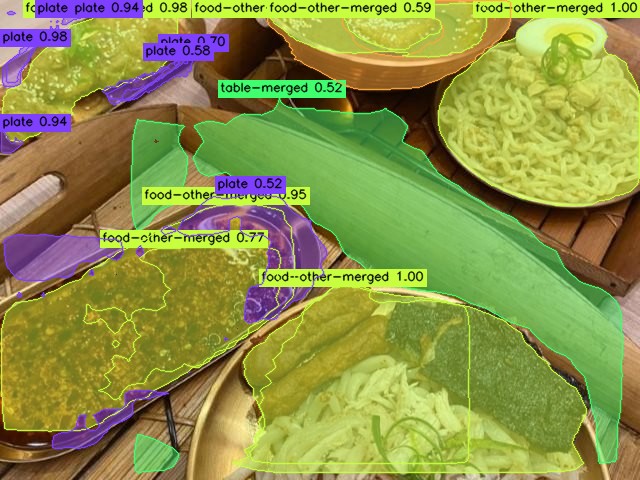 plate plate 0.94
d 0.98
food-other
food-other-merged 0.59
food-other-merged 1.00
plate 0.98
plate 0.70
plate 0.58
table-merged 0.52
plate 0.94
plate 0.52
food-other-merged 0.95
food-other-merged 0.77
food--other-merged 1.00